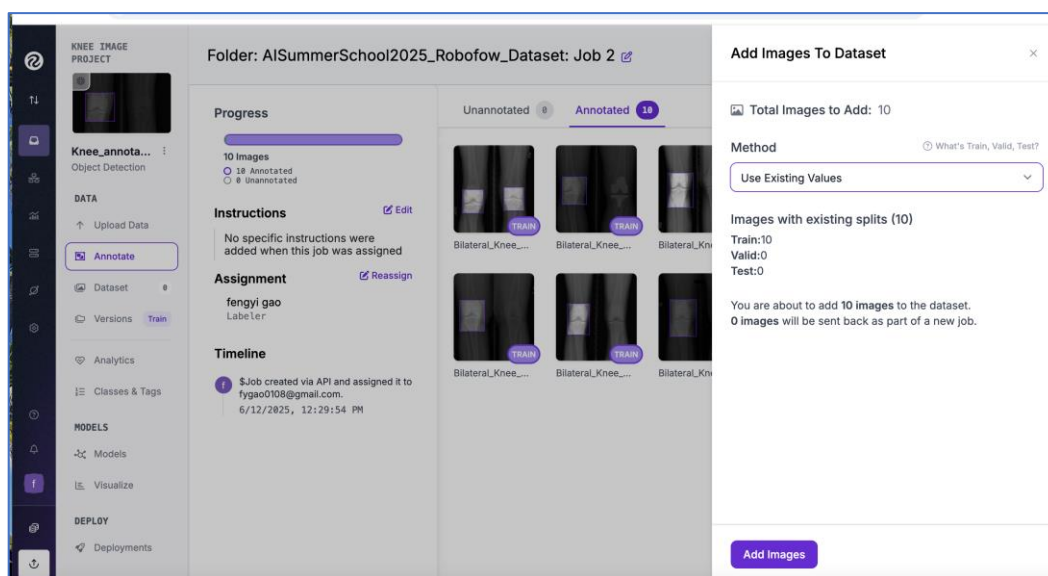 KNEE IMAGE
PROJECT
Knee_annota...
Object Detection
DATA
Upload Data
Annotate
Dataset 0
Versions Train
Analytics
Classes & Tags
MODELS
Models
Visualize
DEPLOY
Deployments
f
Folder: AISummerSchool2025_Robofow_Dataset: Job 2
Progress
10 Images
10 Annotated
0 Unannotated
Instructions Edit
No specific instructions were
added when this job was assigned
Assignment Reassign
fengyi gao
Labeler
Timeline
f $Job created via API and assigned it to
fygao0108@gmail.com.
6/12/2025, 12:29:54 PM
Unannotated 0 Annotated 10
TRAIN TRAIN
Bilateral_Knee_... Bilateral_Knee_... Bilateral_Kn
TRAIN TRAIN
Bilateral_Knee_... Bilateral_Knee_... Bilateral_Kn
Add Images To Dataset
Total Images to Add: 10
Method What's Train, Valid, Test?
Use Existing Values
Images with existing splits (10)
Train:10
Valid:0
Test:0
You are about to add 10 images to the dataset.
0 images will be sent back as part of a new job.
Add Images